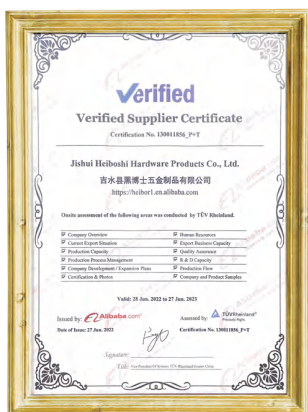 Verified
Verified Supplier Certificate
Certification No. 130011856_P+T
Jishui Heiboshi Hardware Products Co., Ltd.
吉水县黑博士五金制品有限公司
https://heibor1.en.alibaba.com
Onsite assessment of the following areas was conducted by TÜV Rheinland.
Company Overview Human Resources
Current Export Situation Export Business Capacity
Production Capacity Quality Assurance
Production Process Management R & D Capacity
Company Development / Expansion Plans Production Flow
Certification & Photos Company and Product Samples
Valid: 28 Jun. 2022 to 27 Jun. 2023
Issued by: Alibaba.com Assessed by: TÜVRheinland
Precisely Right.
Date of Issue: 27 Jun. 2022 Certification No. 130011856_P+T
Signature:
Title: